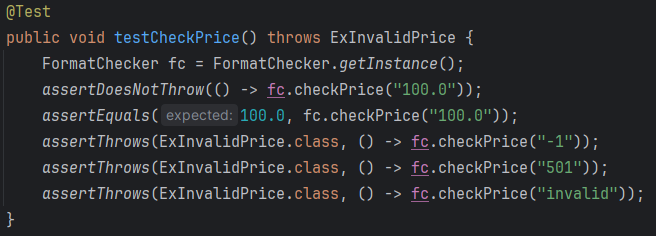 @Test
public void testCheckPrice() throws ExInvalidPrice {
    FormatChecker fc = FormatChecker.getInstance();
    assertDoesNotThrow(() -> fc.checkPrice("100.0"));
    assertEquals( expected: 100.0, fc.checkPrice("100.0"));
    assertThrows(ExInvalidPrice.class, () -> fc.checkPrice("-1"));
    assertThrows(ExInvalidPrice.class, () -> fc.checkPrice("501"));
    assertThrows(ExInvalidPrice.class, () -> fc.checkPrice("invalid"));
}